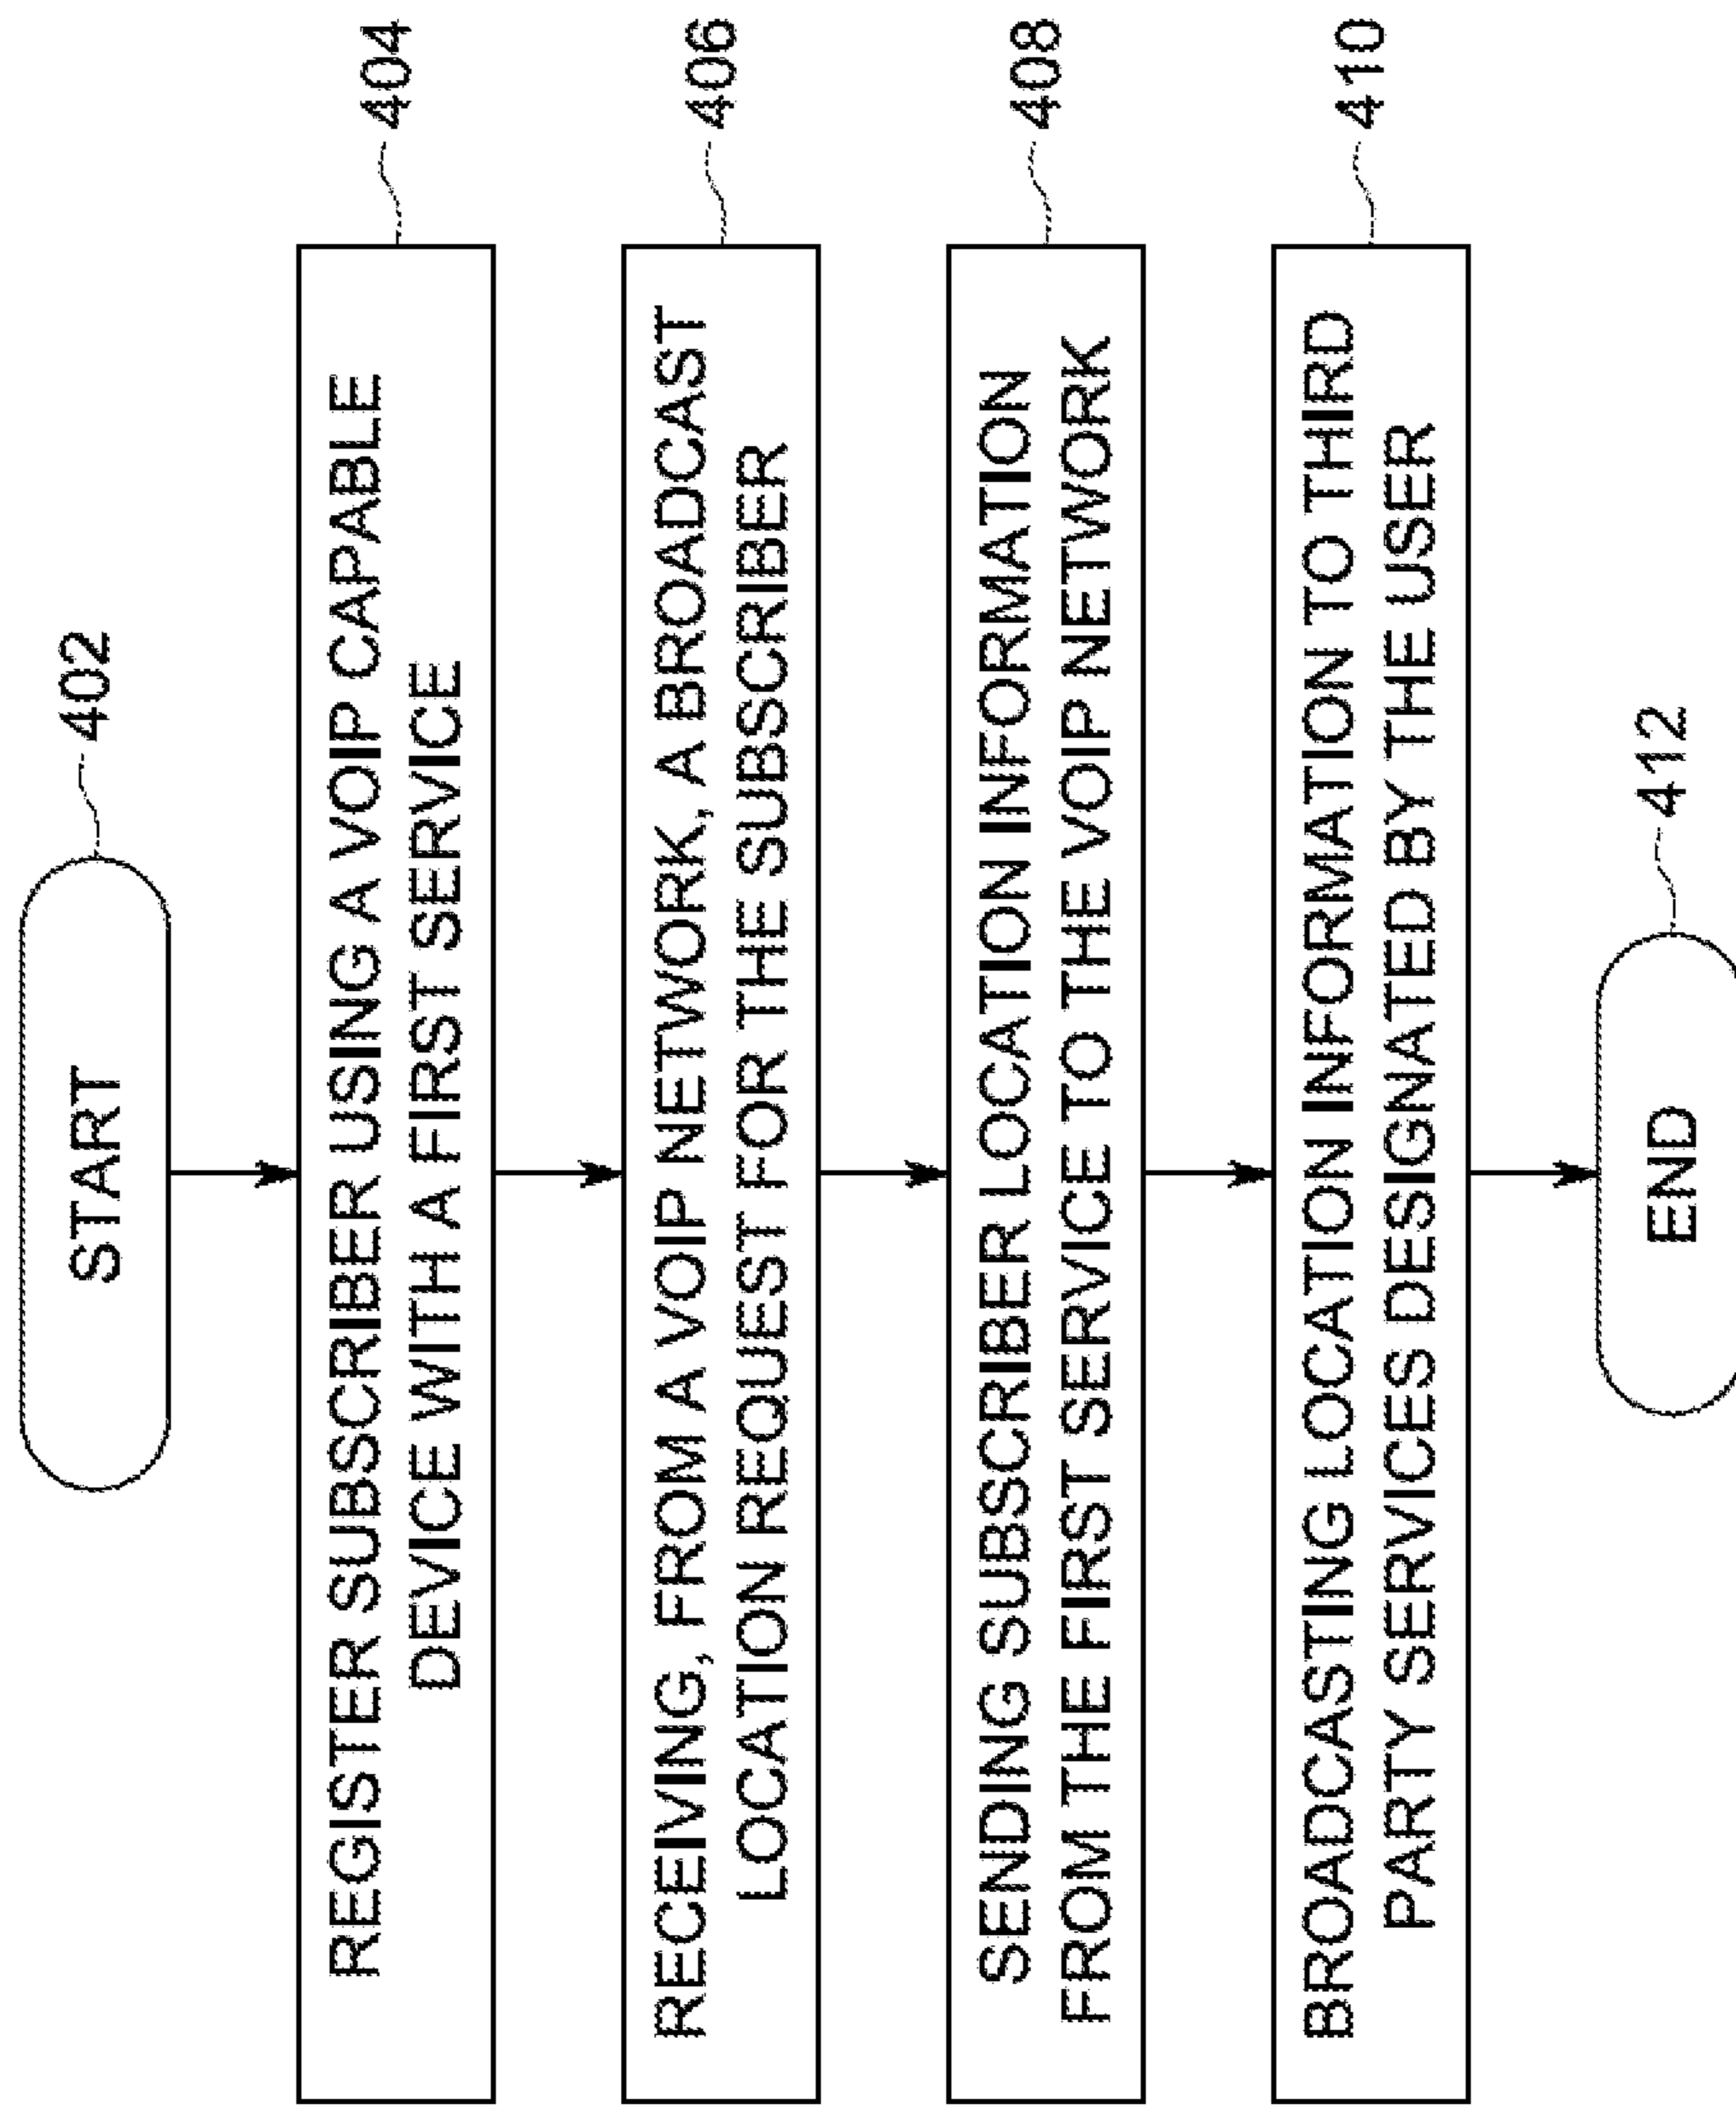 START
402
REGISTER SUBSCRIBER USING A VOIP CAPABLE
DEVICE WITH A FIRST SERVICE
404
RECEIVING, FROM A VOIP NETWORK, A BROADCAST
LOCATION REQUEST FOR THE SUBSCRIBER
406
SENDING SUBSCRIBER LOCATION INFORMATION
FROM THE FIRST SERVICE TO THE VOIP NETWORK
408
BROADCASTING LOCATION INFORMATION TO THIRD
PARTY SERVICES DESIGNATED BY THE USER
410
END
412